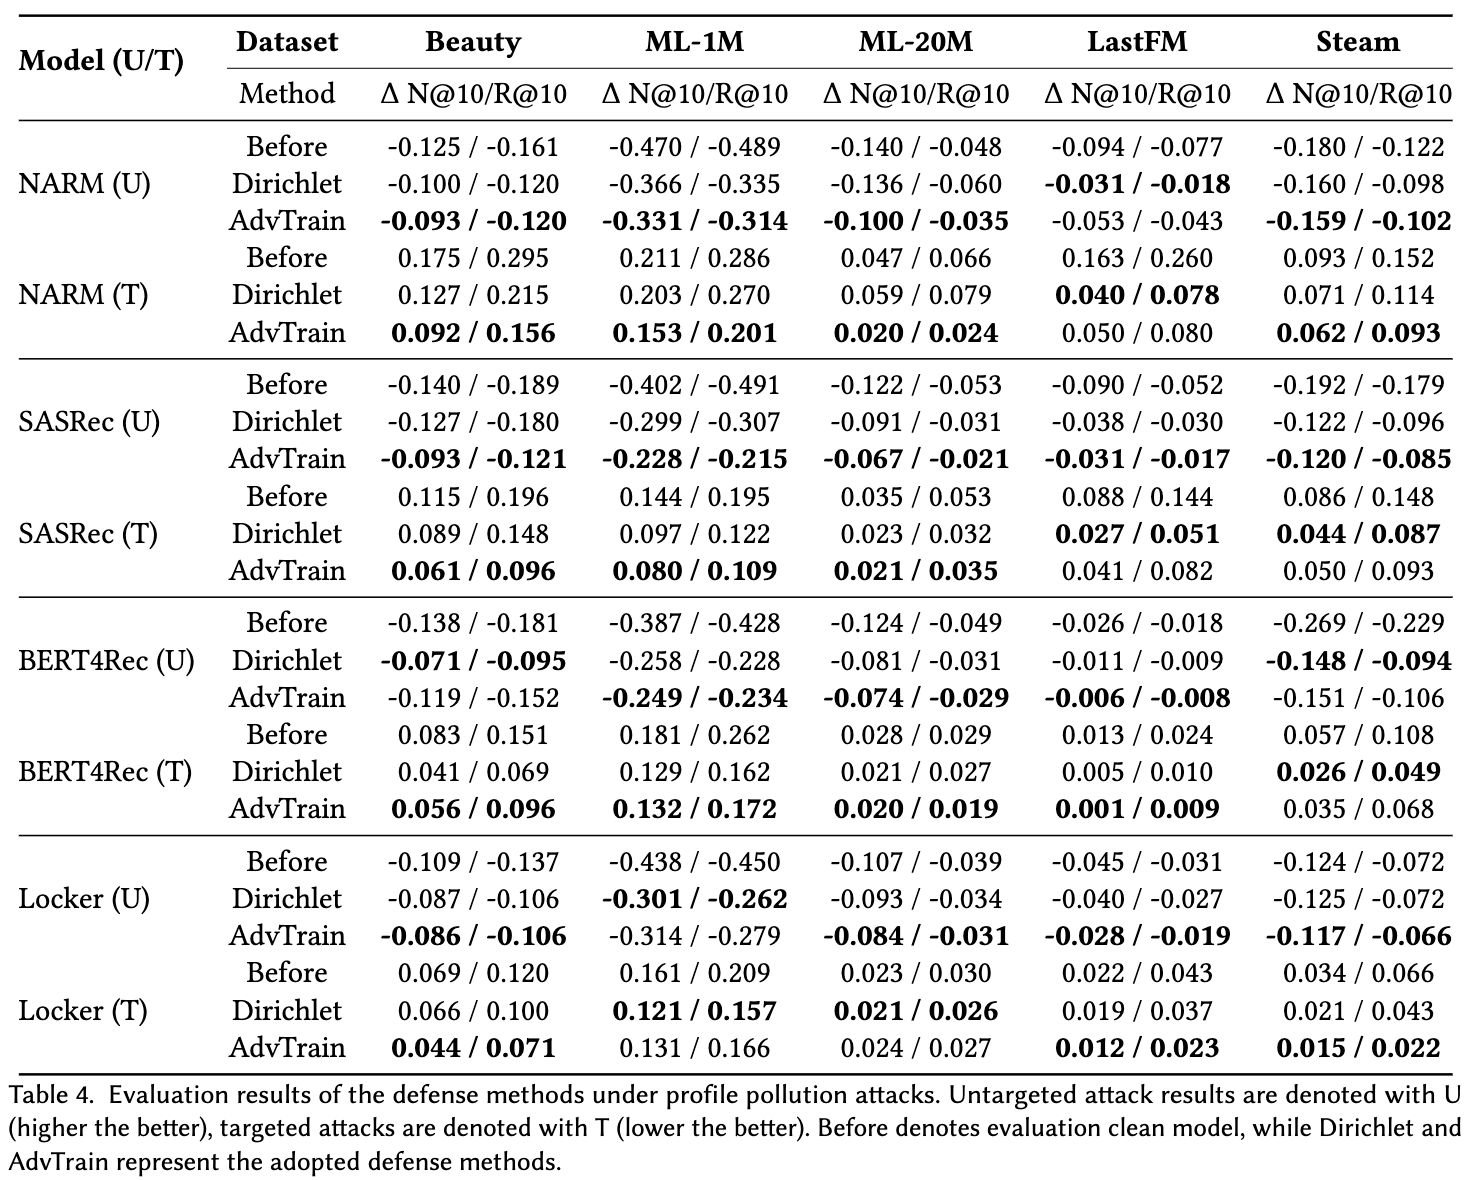 Model (U/T) Dataset Beauty ML-1M ML-20M LastFM Steam
Method Δ N@10/R@10 Δ N@10/R@10 Δ N@10/R@10 Δ N@10/R@10 Δ N@10/R@10
Before -0.125 / -0.161 -0.470 / -0.489 -0.140 / -0.048 -0.094 / -0.077 -0.180 / -0.122
NARM (U) Dirichlet -0.100 / -0.120 -0.366 / -0.335 -0.136 / -0.060 -0.031 / -0.018 -0.160 / -0.098
AdvTrain -0.093 / -0.120 -0.331 / -0.314 -0.100 / -0.035 -0.053 / -0.043 -0.159 / -0.102
Before 0.175 / 0.295 0.211 / 0.286 0.047 / 0.066 0.163 / 0.260 0.093 / 0.152
NARM (T) Dirichlet 0.127 / 0.215 0.203 / 0.270 0.059 / 0.079 0.040 / 0.078 0.071 / 0.114
AdvTrain 0.092 / 0.156 0.153 / 0.201 0.020 / 0.024 0.050 / 0.080 0.062 / 0.093
Before -0.140 / -0.189 -0.402 / -0.491 -0.122 / -0.053 -0.090 / -0.052 -0.192 / -0.179
SASRec (U) Dirichlet -0.127 / -0.180 -0.299 / -0.307 -0.091 / -0.031 -0.038 / -0.030 -0.122 / -0.096
AdvTrain -0.093 / -0.121 -0.228 / -0.215 -0.067 / -0.021 -0.031 / -0.017 -0.120 / -0.085
Before 0.115 / 0.196 0.144 / 0.195 0.035 / 0.053 0.088 / 0.144 0.086 / 0.148
SASRec (T) Dirichlet 0.089 / 0.148 0.097 / 0.122 0.023 / 0.032 0.027 / 0.051 0.044 / 0.087
AdvTrain 0.061 / 0.096 0.080 / 0.109 0.021 / 0.035 0.041 / 0.082 0.050 / 0.093
Before -0.138 / -0.181 -0.387 / -0.428 -0.124 / -0.049 -0.026 / -0.018 -0.269 / -0.229
BERT4Rec (U) Dirichlet -0.071 / -0.095 -0.258 / -0.228 -0.081 / -0.031 -0.011 / -0.009 -0.148 / -0.094
AdvTrain -0.119 / -0.152 -0.249 / -0.234 -0.074 / -0.029 -0.006 / -0.008 -0.151 / -0.106
Before 0.083 / 0.151 0.181 / 0.262 0.028 / 0.029 0.013 / 0.024 0.057 / 0.108
BERT4Rec (T) Dirichlet 0.041 / 0.069 0.129 / 0.162 0.021 / 0.027 0.005 / 0.010 0.026 / 0.049
AdvTrain 0.056 / 0.096 0.132 / 0.172 0.020 / 0.019 0.001 / 0.009 0.035 / 0.068
Before -0.109 / -0.137 -0.438 / -0.450 -0.107 / -0.039 -0.045 / -0.031 -0.124 / -0.072
Locker (U) Dirichlet -0.087 / -0.106 -0.301 / -0.262 -0.093 / -0.034 -0.040 / -0.027 -0.125 / -0.072
AdvTrain -0.086 / -0.106 -0.314 / -0.279 -0.084 / -0.031 -0.028 / -0.019 -0.117 / -0.066
Before 0.069 / 0.120 0.161 / 0.209 0.023 / 0.030 0.022 / 0.043 0.034 / 0.066
Locker (T) Dirichlet 0.066 / 0.100 0.121 / 0.157 0.021 / 0.026 0.019 / 0.037 0.021 / 0.043
AdvTrain 0.044 / 0.071 0.131 / 0.166 0.024 / 0.027 0.012 / 0.023 0.015 / 0.022
Table 4. Evaluation results of the defense methods under profile pollution attacks. Untargeted attack results are denoted with U
(higher the better), targeted attacks are denoted with T (lower the better). Before denotes evaluation clean model, while Dirichlet and
AdvTrain represent the adopted defense methods.